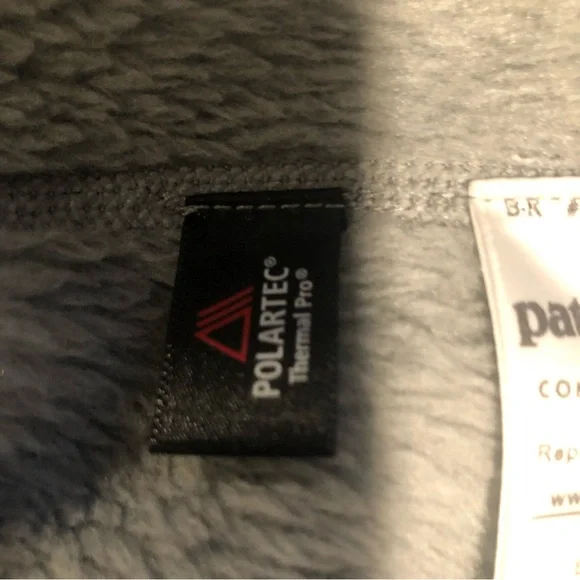 POLARTEC®
Thermal Pro®
B-R #
pat
CO
Rep
ww